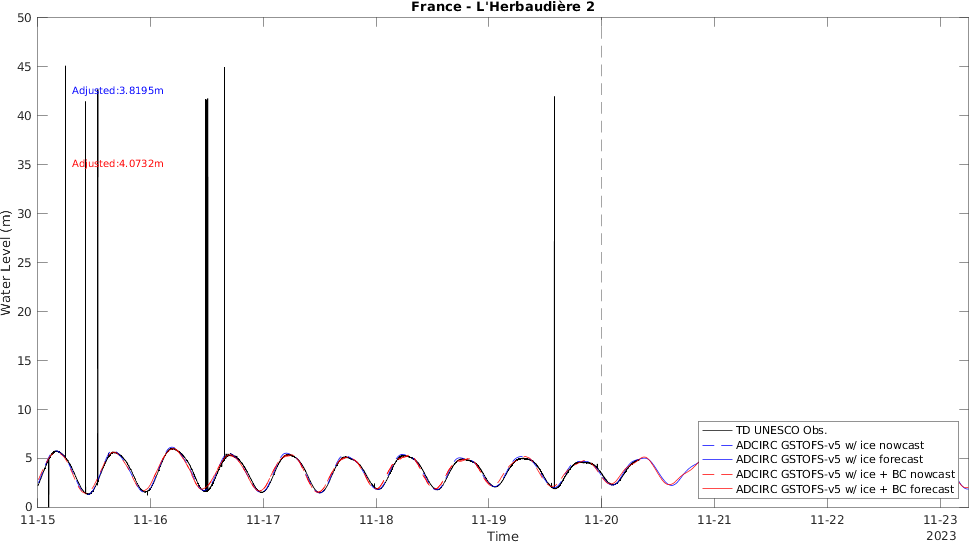 France - L'Herbaudière 2
50
45
40
35
30
25
20
15
10
5
0
Water Level (m)
Adjusted:3.8195m
Adjusted:4.0732m
TD UNESCO Obs.
ADCIRC GSTOFS-v5 w/ ice nowcast
ADCIRC GSTOFS-v5 w/ ice forecast
ADCIRC GSTOFS-v5 w/ ice + BC nowcast
ADCIRC GSTOFS-v5 w/ ice + BC forecast
11-15 11-16 11-17 11-18 11-19 11-20 11-21 11-22 11-23
Time
2023